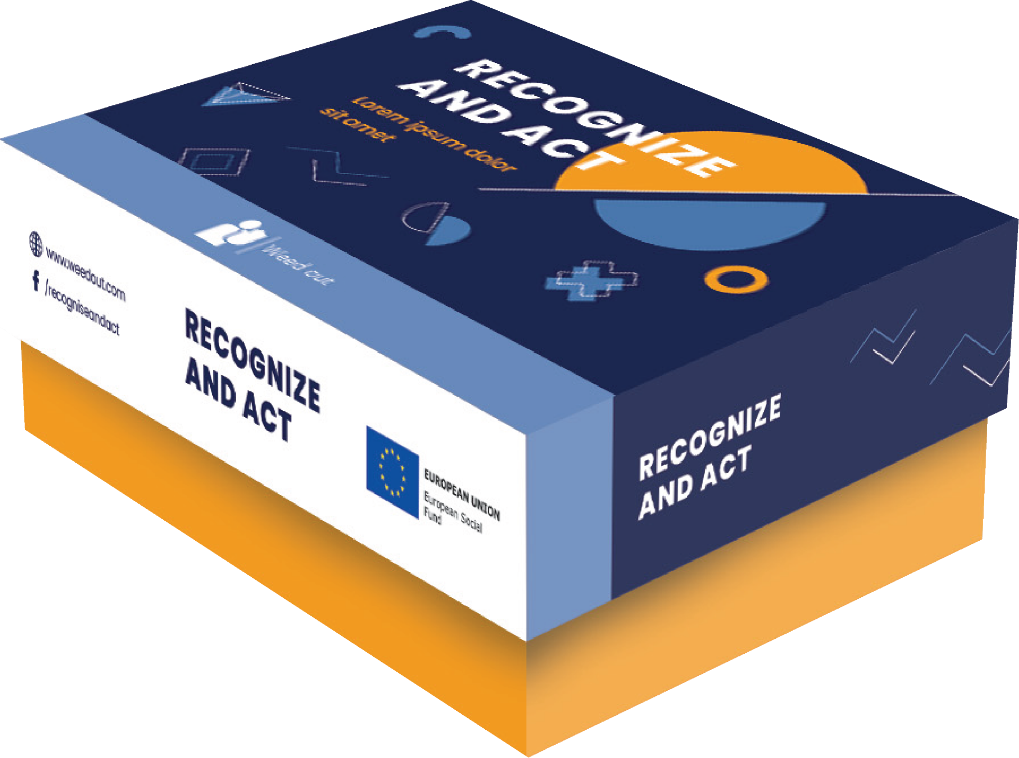 RECOGNIZE
AND ACT
Lorem ipsum dolor
sit amet
Weed out
www.weedout.com
/recogniseandact
RECOGNIZE
AND ACT
EUROPEAN UNION
European Social
Fund
RECOGNIZE
AND ACT